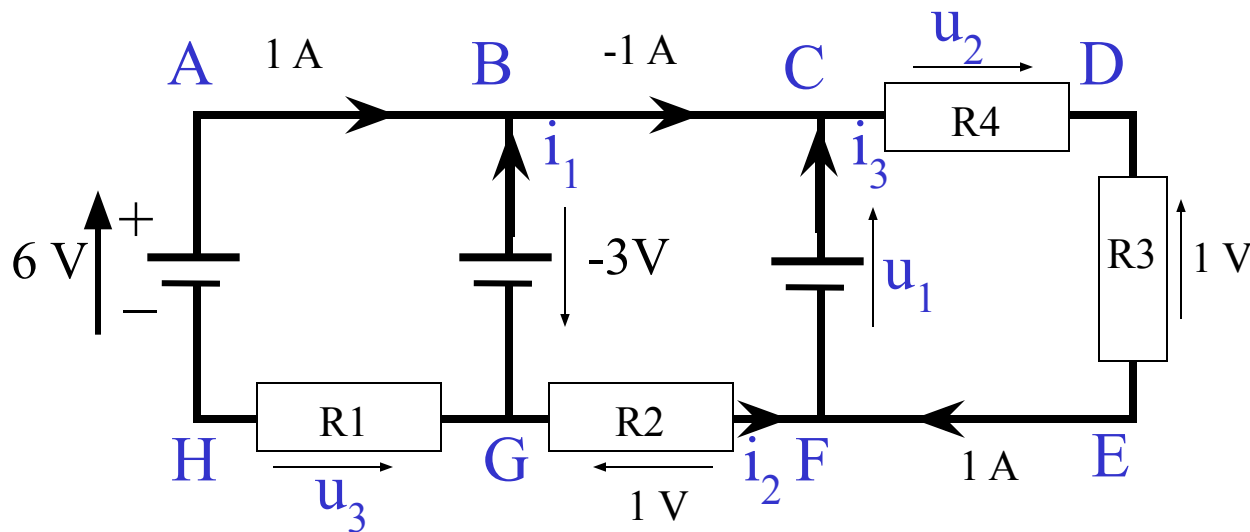 A 1 A B -1 A C u₂ D
R4
i₁ i₃
+
6 V -3V u₁ R3 1 V
−
R1 R2
H G i₂ F E
u₃ 1 V 1 A